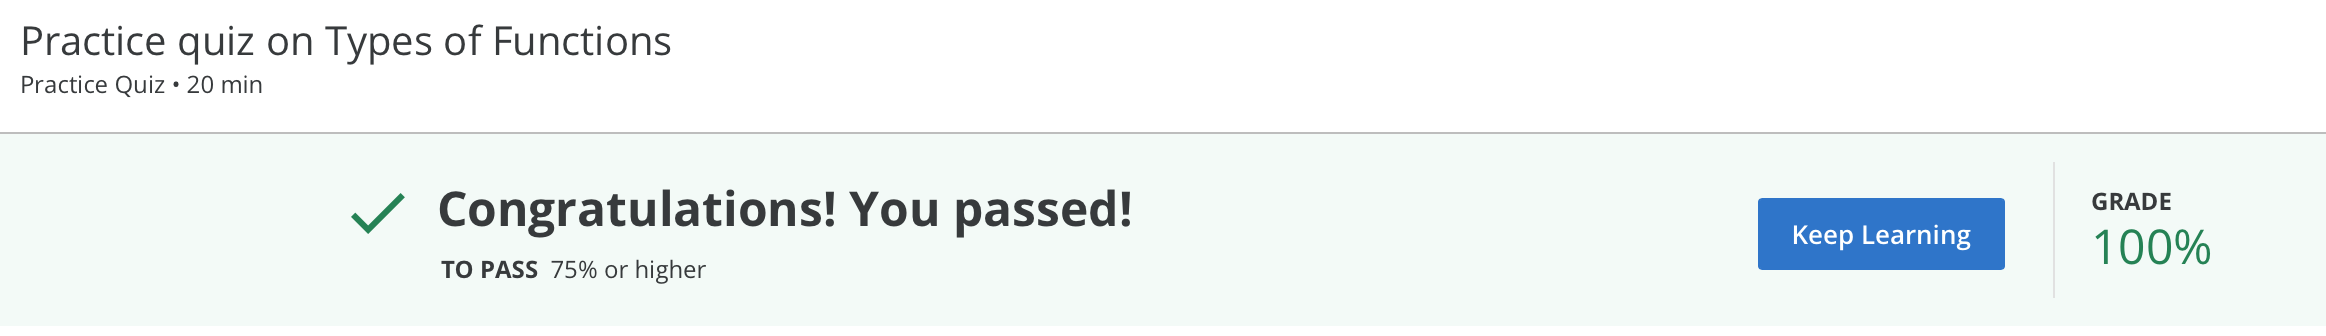 Practice quiz on Types of Functions
Practice Quiz • 20 min
Congratulations! You passed!
TO PASS 75% or higher
Keep Learning
GRADE
100%